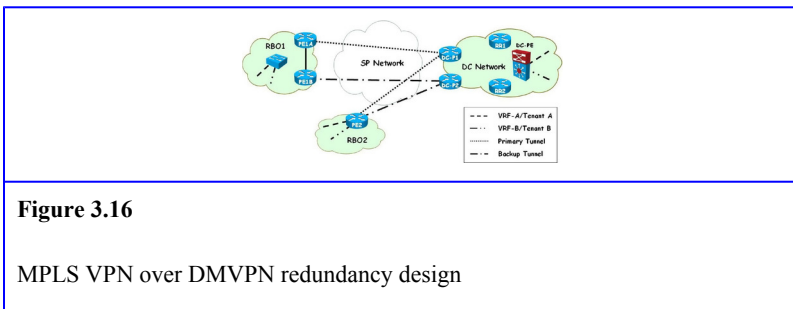 RBO1
PE1A
PE1B
SP Network
DC-P1
DC-P2
RR1
RR2
DC-PE
DC Network
PE2
RBO2
VRF-A/Tenant A
VRF-B/Tenant B
Primary Tunnel
Backup Tunnel
Figure 3.16
MPLS VPN over DMVPN redundancy design